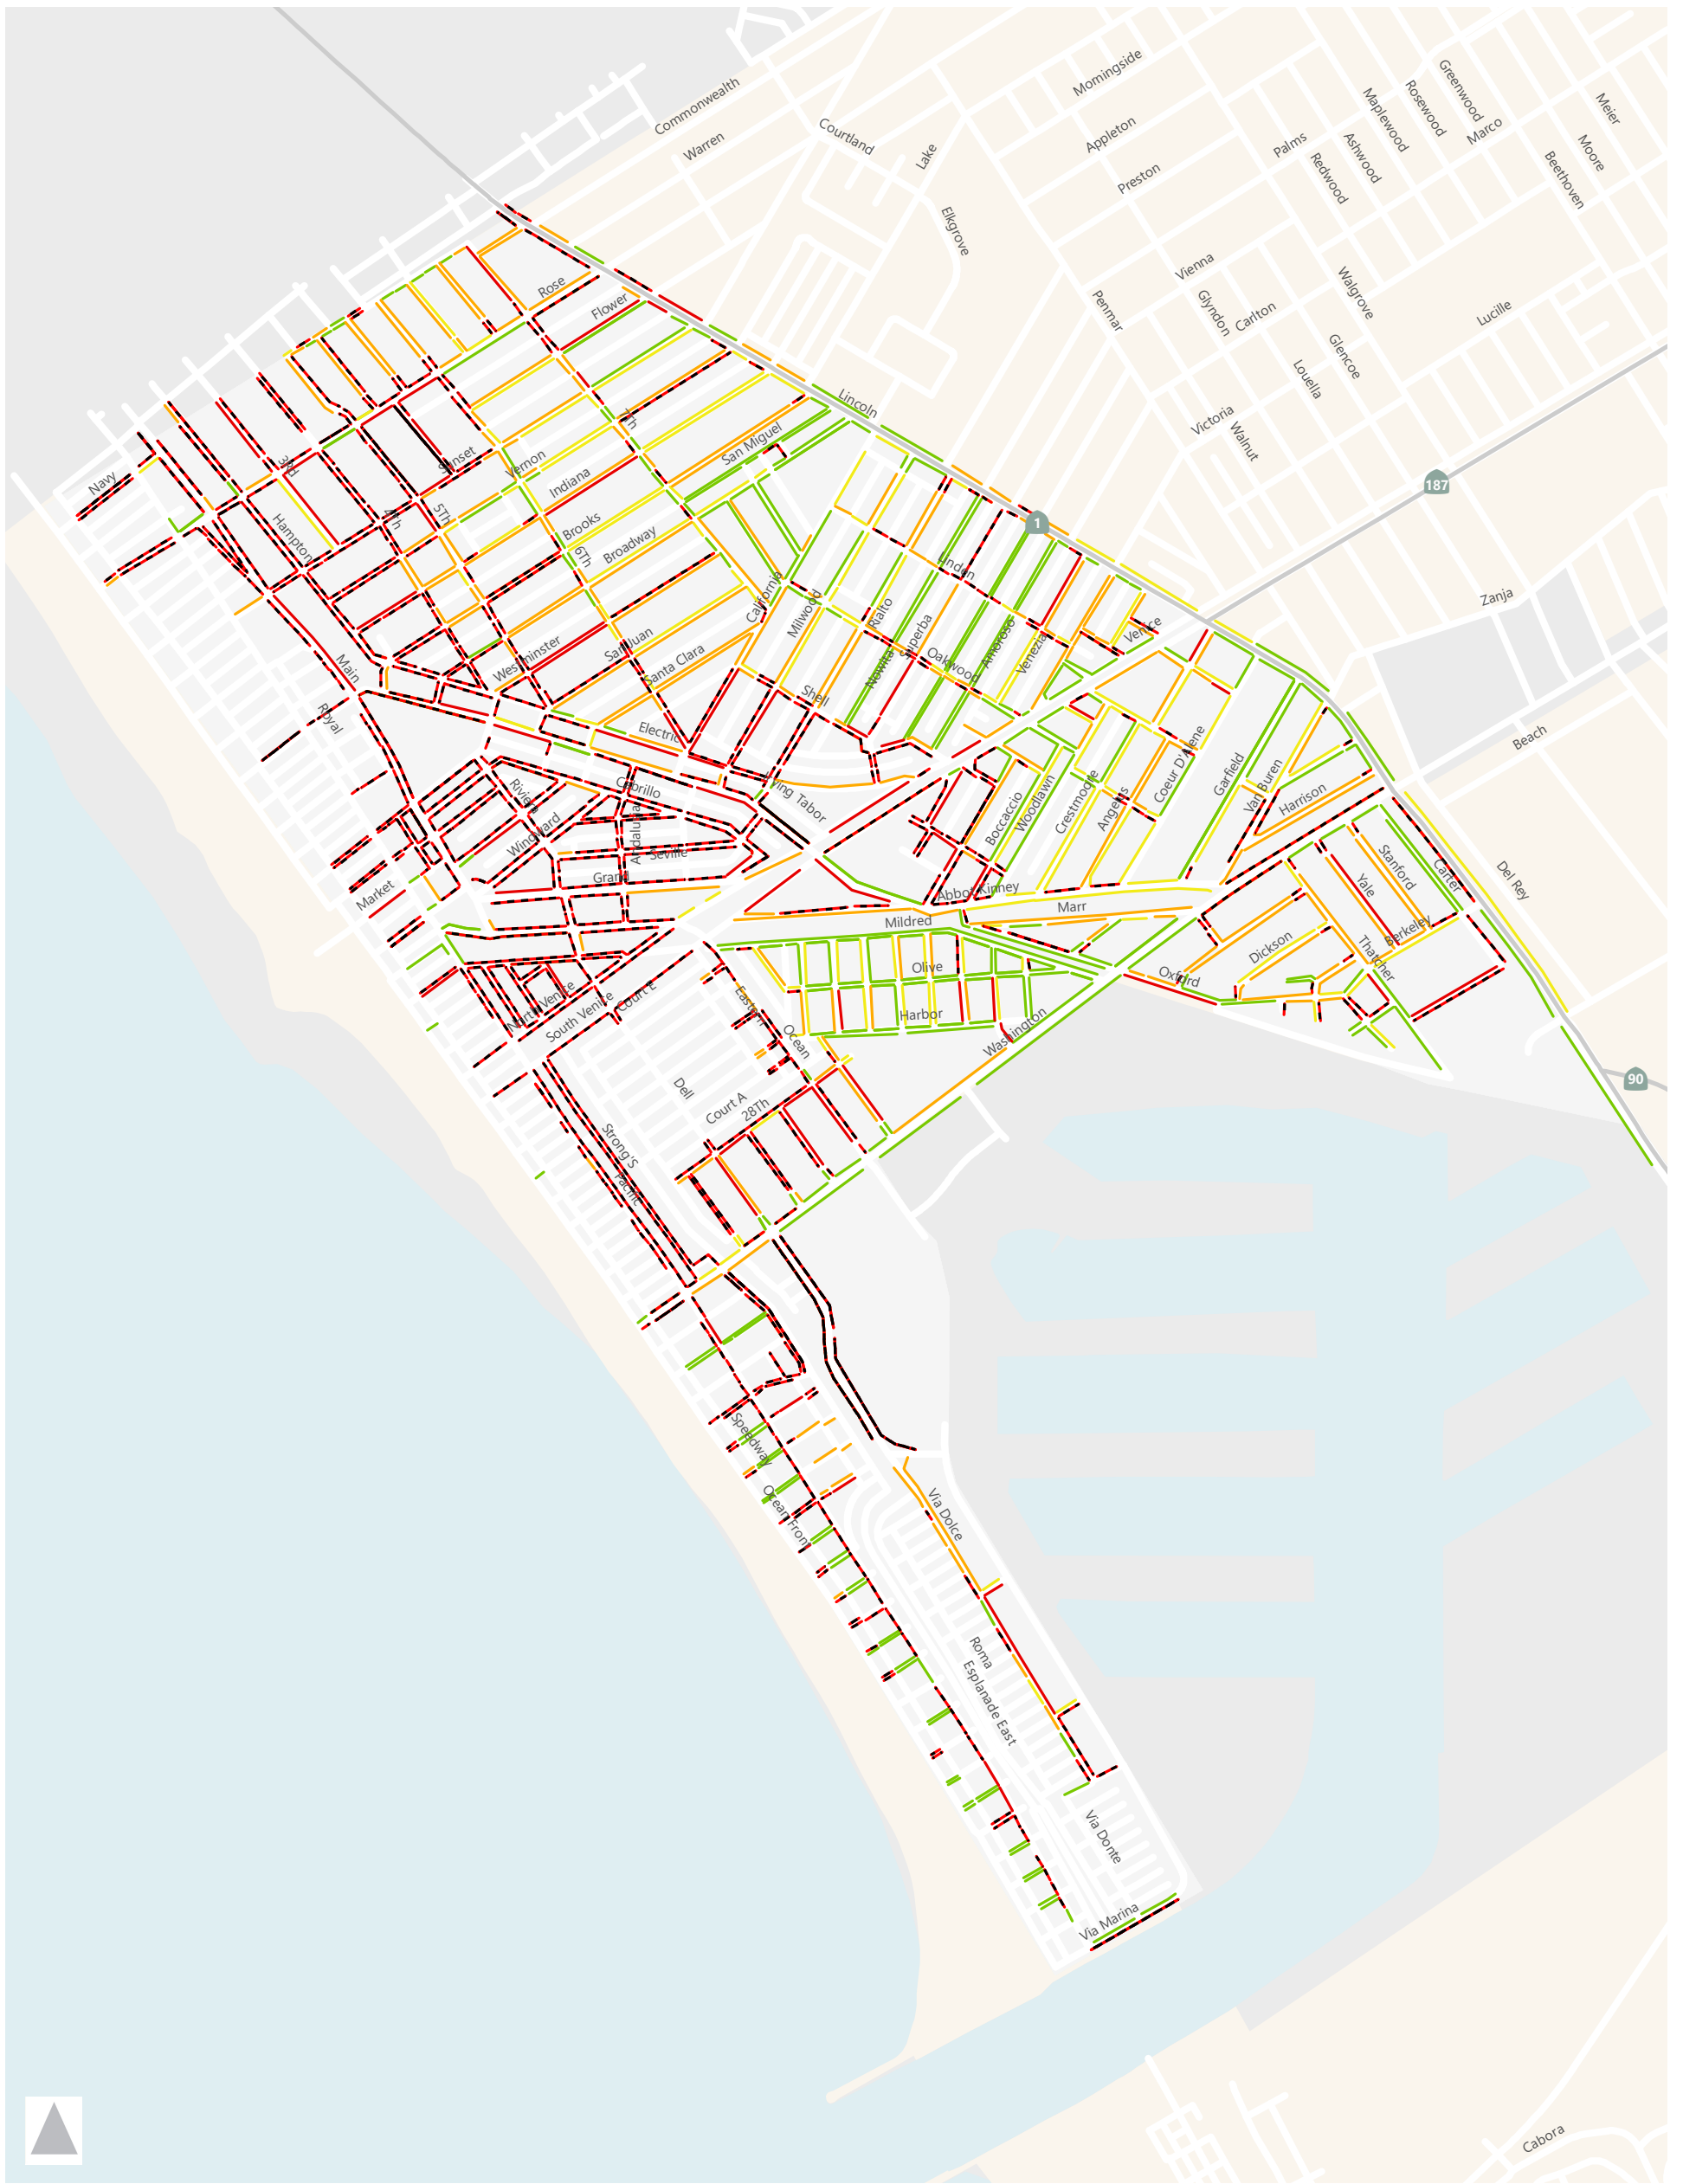 Commonwealth
Warren
Courtland
Lake
Elkgrove
Morningside
Appleton
Preston
Palms
Redwood
Ashwood
Maplewood
Rosewood
Greenwood
Marco
Meier
Moore
Beethoven
Vienna
Glyndon
Carlton
Walgrove
Lucille
Glencoe
Louella
Penmar
Victoria
Walnut
187
1
Zanja
Beach
Rose
Flower
Lincoln
7Th
San Miguel
Sunset
Vernon
Indiana
Navy
3Rd
Hampton
4Th
5Th
Brooks
Broadway
6Th
Linden
California
Milwood
Rialto
Superba
Nowita
Oakwood
Amoroso
Venezia
Venice
Westminster
San Juan
Santa Clara
Shell
Main
Royal
Electric
Irving Tabor
Cabrillo
Riviera
Windward
Andalusia
Seville
Grand
Market
Boccaccio
Woodlawn
Crestmoore
Angelus
Coeur D'Alene
Garfield
Van Buren
Harrison
Abbot Kinney
Marr
Mildred
Stanford
Yale
Carter
Del Rey
Berkeley
Thatcher
Dickson
Oxford
Olive
Harbor
Washington
North Venice
South Venice
Court E
Eastern
Ocean
Dell
Court A
28Th
90
Strong'S
Pacific
Speedway
Ocean Front
Via Dolce
Roma
Esplanade East
Via Donte
Via Marina
Cabora